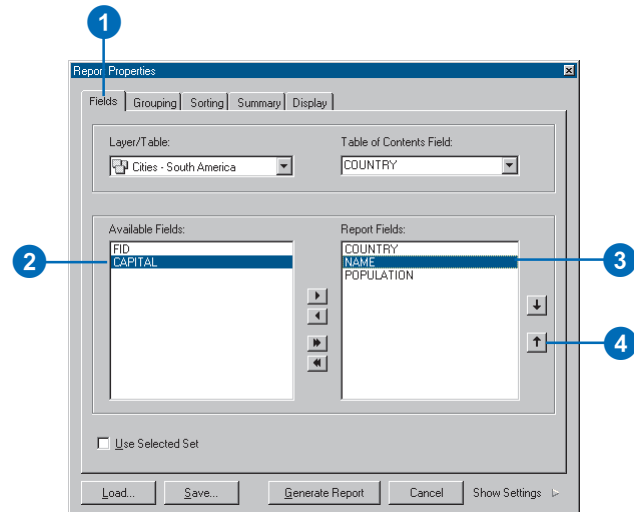 1
Report Properties
Fields Grouping Sorting Summary Display
Layer/Table: Table of Contents Field:
Cities - South America COUNTRY
Available Fields: Report Fields:
FID COUNTRY
2 CAPITAL NAME 3
POPULATION
4
Use Selected Set
Load... Save... Generate Report Cancel Show Settings